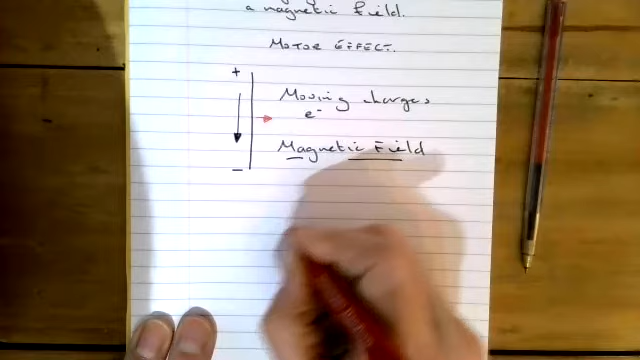 a magnetic field.
MOTOR EFFECT.
+
Moving charges
e⁻
Magnetic Field
−